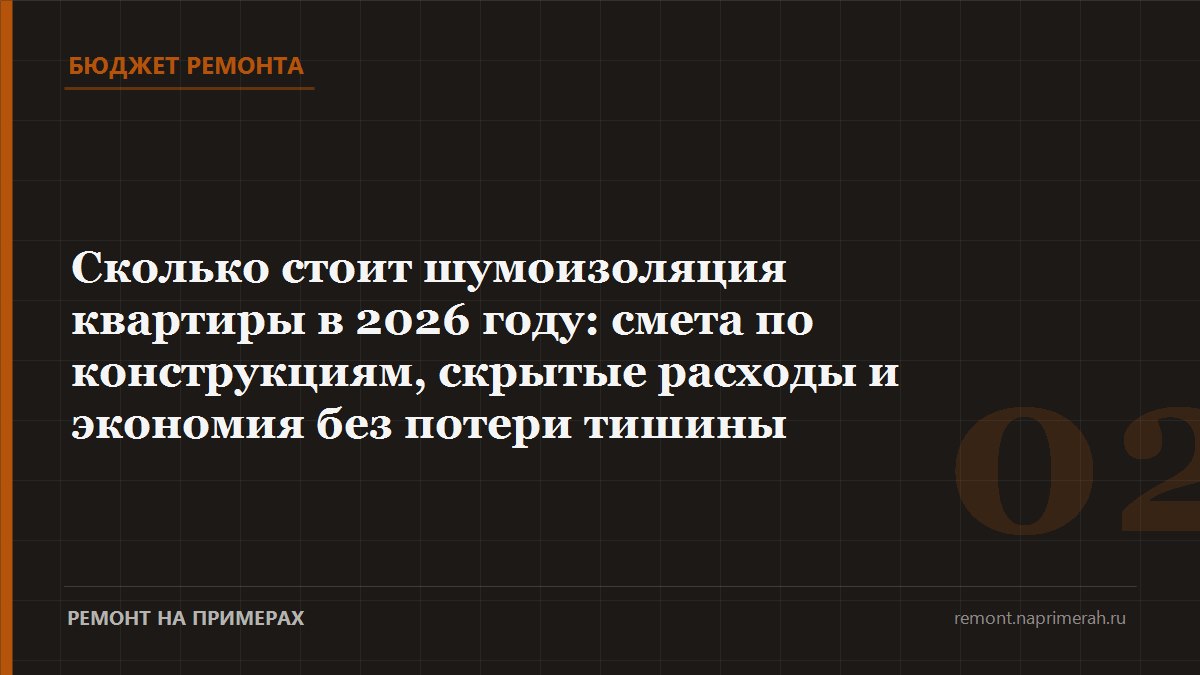 БЮДЖЕТ РЕМОНТА
Сколько стоит шумоизоляция
квартиры в 2026 году: смета по
конструкциям, скрытые расходы и
экономия без потери тишины
02
РЕМОНТ НА ПРИМЕРАХ
remont.naprimerah.ru